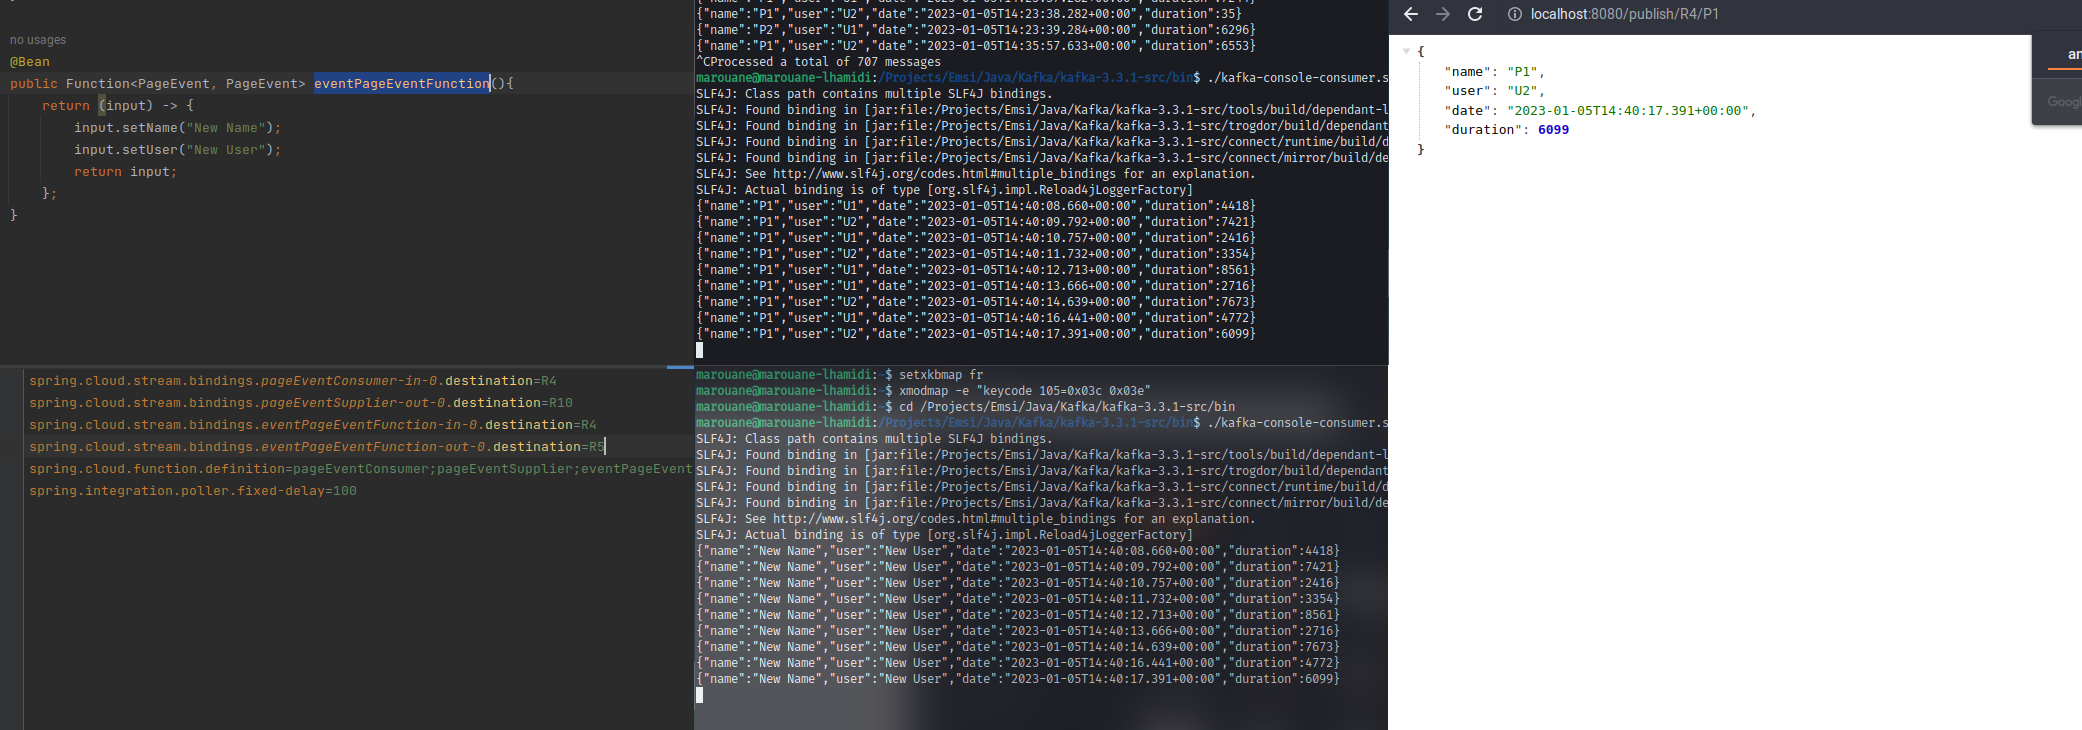 no usages
@Bean
public Function<PageEvent, PageEvent> eventPageEventFunction(){
return (input) -> {
input.setName("New Name");
input.setUser("New User");
return input;
};
}
spring.cloud.stream.bindings.pageEventConsumer-in-0.destination=R4
spring.cloud.stream.bindings.pageEventSupplier-out-0.destination=R10
spring.cloud.stream.bindings.eventPageEventFunction-in-0.destination=R4
spring.cloud.stream.bindings.eventPageEventFunction-out-0.destination=R5
spring.cloud.function.definition=pageEventConsumer;pageEventSupplier;eventPageEvent
spring.integration.poller.fixed-delay=100
{"name":"P1","user":"U2","date":"2023-01-05T14:23:38.282+00:00","duration":35}
{"name":"P2","user":"U1","date":"2023-01-05T14:23:39.284+00:00","duration":6296}
{"name":"P1","user":"U2","date":"2023-01-05T14:35:57.633+00:00","duration":6553}
^CProcessed a total of 707 messages
marouane@marouane-lhamidi:/Projects/Emsi/Java/Kafka/kafka-3.3.1-src/bin$ ./kafka-console-consumer.s
SLF4J: Class path contains multiple SLF4J bindings.
SLF4J: Found binding in [jar:file:/Projects/Emsi/Java/Kafka/kafka-3.3.1-src/tools/build/dependant-l
SLF4J: Found binding in [jar:file:/Projects/Emsi/Java/Kafka/kafka-3.3.1-src/trogdor/build/dependant
SLF4J: Found binding in [jar:file:/Projects/Emsi/Java/Kafka/kafka-3.3.1-src/connect/runtime/build/d
SLF4J: Found binding in [jar:file:/Projects/Emsi/Java/Kafka/kafka-3.3.1-src/connect/mirror/build/de
SLF4J: See http://www.slf4j.org/codes.html#multiple_bindings for an explanation.
SLF4J: Actual binding is of type [org.slf4j.impl.Reload4jLoggerFactory]
{"name":"P1","user":"U1","date":"2023-01-05T14:40:08.660+00:00","duration":4418}
{"name":"P1","user":"U2","date":"2023-01-05T14:40:09.792+00:00","duration":7421}
{"name":"P1","user":"U1","date":"2023-01-05T14:40:10.757+00:00","duration":2416}
{"name":"P1","user":"U2","date":"2023-01-05T14:40:11.732+00:00","duration":3354}
{"name":"P1","user":"U1","date":"2023-01-05T14:40:12.713+00:00","duration":8561}
{"name":"P1","user":"U1","date":"2023-01-05T14:40:13.666+00:00","duration":2716}
{"name":"P1","user":"U2","date":"2023-01-05T14:40:14.639+00:00","duration":7673}
{"name":"P1","user":"U1","date":"2023-01-05T14:40:16.441+00:00","duration":4772}
{"name":"P1","user":"U2","date":"2023-01-05T14:40:17.391+00:00","duration":6099}
marouane@marouane-lhamidi:~$ setxkbmap fr
marouane@marouane-lhamidi:~$ xmodmap -e "keycode 105=0x03c 0x03e"
marouane@marouane-lhamidi:~$ cd /Projects/Emsi/Java/Kafka/kafka-3.3.1-src/bin
marouane@marouane-lhamidi:/Projects/Emsi/Java/Kafka/kafka-3.3.1-src/bin$ ./kafka-console-consumer.s
SLF4J: Class path contains multiple SLF4J bindings.
SLF4J: Found binding in [jar:file:/Projects/Emsi/Java/Kafka/kafka-3.3.1-src/tools/build/dependant-l
SLF4J: Found binding in [jar:file:/Projects/Emsi/Java/Kafka/kafka-3.3.1-src/trogdor/build/dependant
SLF4J: Found binding in [jar:file:/Projects/Emsi/Java/Kafka/kafka-3.3.1-src/connect/runtime/build/d
SLF4J: Found binding in [jar:file:/Projects/Emsi/Java/Kafka/kafka-3.3.1-src/connect/mirror/build/de
SLF4J: See http://www.slf4j.org/codes.html#multiple_bindings for an explanation.
SLF4J: Actual binding is of type [org.slf4j.impl.Reload4jLoggerFactory]
{"name":"New Name","user":"New User","date":"2023-01-05T14:40:08.660+00:00","duration":4418}
{"name":"New Name","user":"New User","date":"2023-01-05T14:40:09.792+00:00","duration":7421}
{"name":"New Name","user":"New User","date":"2023-01-05T14:40:10.757+00:00","duration":2416}
{"name":"New Name","user":"New User","date":"2023-01-05T14:40:11.732+00:00","duration":3354}
{"name":"New Name","user":"New User","date":"2023-01-05T14:40:12.713+00:00","duration":8561}
{"name":"New Name","user":"New User","date":"2023-01-05T14:40:13.666+00:00","duration":2716}
{"name":"New Name","user":"New User","date":"2023-01-05T14:40:14.639+00:00","duration":7673}
{"name":"New Name","user":"New User","date":"2023-01-05T14:40:16.441+00:00","duration":4772}
{"name":"New Name","user":"New User","date":"2023-01-05T14:40:17.391+00:00","duration":6099}
localhost:8080/publish/R4/P1
{
"name": "P1",
"user": "U2",
"date": "2023-01-05T14:40:17.391+00:00",
"duration": 6099
}
an
Googl